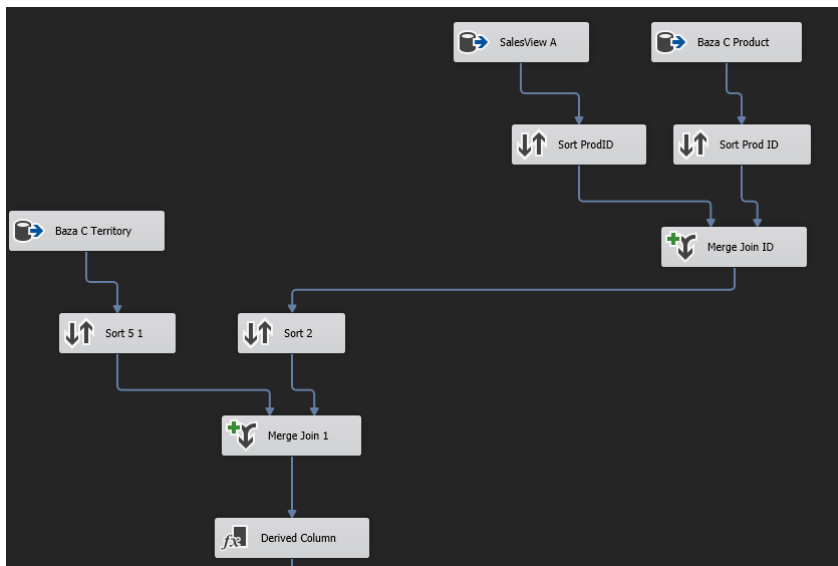 SalesView A
Baza C Product
Sort ProdID
Sort Prod ID
Baza C Territory
Merge Join ID
Sort 5 1
Sort 2
Merge Join 1
fx
Derived Column